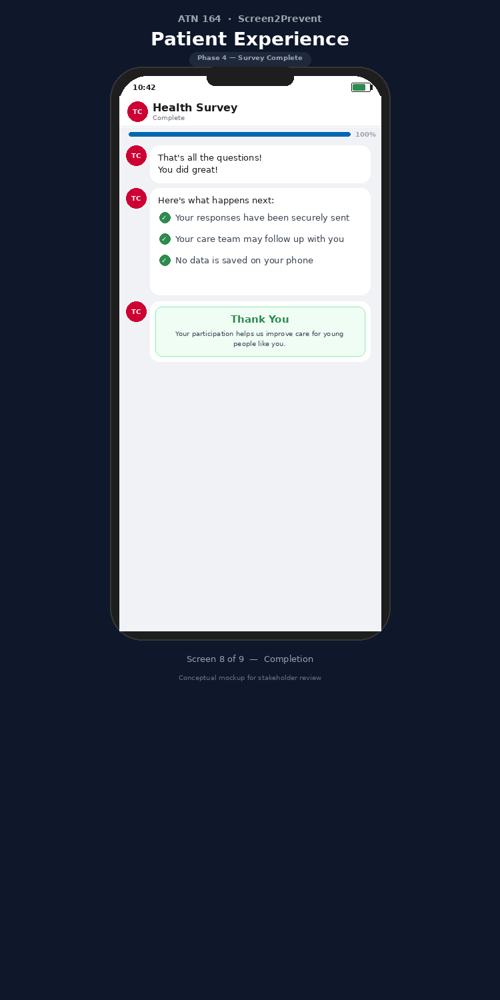 ATN 164 · Screen2Prevent
Patient Experience
Phase 4 — Survey Complete
10:42
TC
Health Survey
Complete
100%
TC
That's all the questions!
You did great!
TC
Here's what happens next:
✓ Your responses have been securely sent
✓ Your care team may follow up with you
✓ No data is saved on your phone
TC
Thank You
Your participation helps us improve care for young
people like you.
Screen 8 of 9 — Completion
Conceptual mockup for stakeholder review